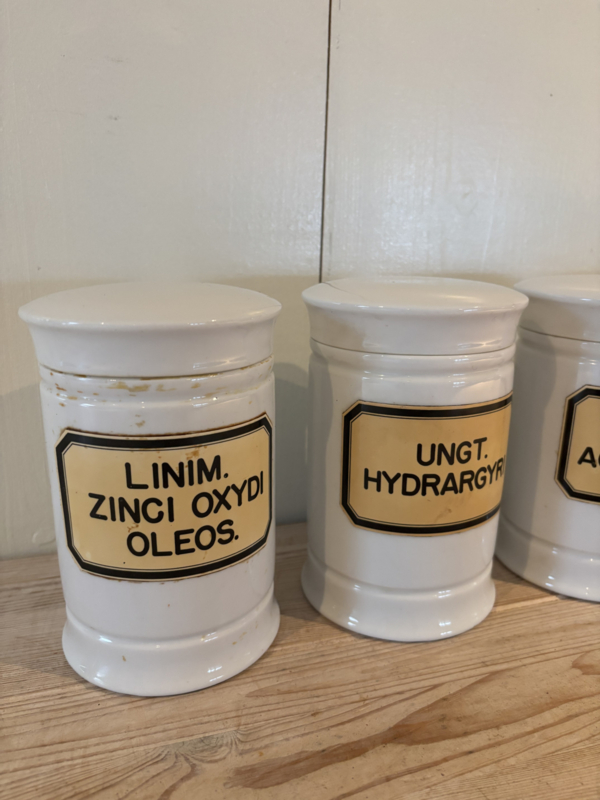 LINIM.
ZINCI OXYDI
OLEOS.
UNGT.
HYDRARGYRI